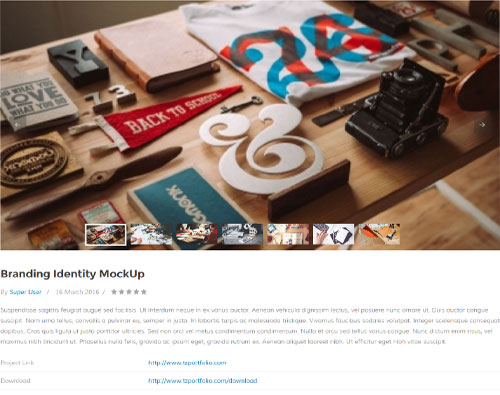 DO WHAT YOU
LOVE
WHAT YOU DO
BACK TO SCHOOL
Branding Identity MockUp
By Super User / 16 March 2016 /
Suspendisse sagittis feugiat augue sed facilisis. Ut interdum neque in ex varius auctor. Aenean vehicula dignissim lectus, vel posuere nunc ornare ut. Duis auctor congue
suscipit. Nam urna tellus, convallis a pulvinar eu, semper in justo. In lobortis turpis ac malesuada tristique. Vivamus faucibus sodales volutpat. Integer scelerisque consequat
dapibus. Cras quis ligula ut justo porttitor ultricies. Sed non orci vel metus condimentum condimentum. Nulla et arcu sed tellus varius congue. Nunc dictum enim risus, vel
maximus nibh tincidunt ut. Phasellus nulla felis, gravida ac ipsum eget, gravida rutrum ex. Aenean aliquet laoreet nibh. Ut efficitur eget nibh vitae suscipit.
Project Link http://www.tzportfolio.com
Download http://www.tzportfolio.com/download